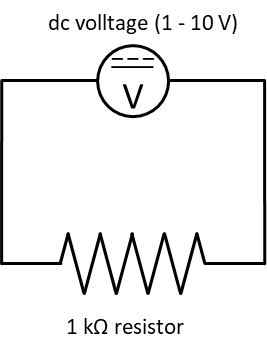 dc volltage (1 - 10 V)
V
1 kΩ resistor